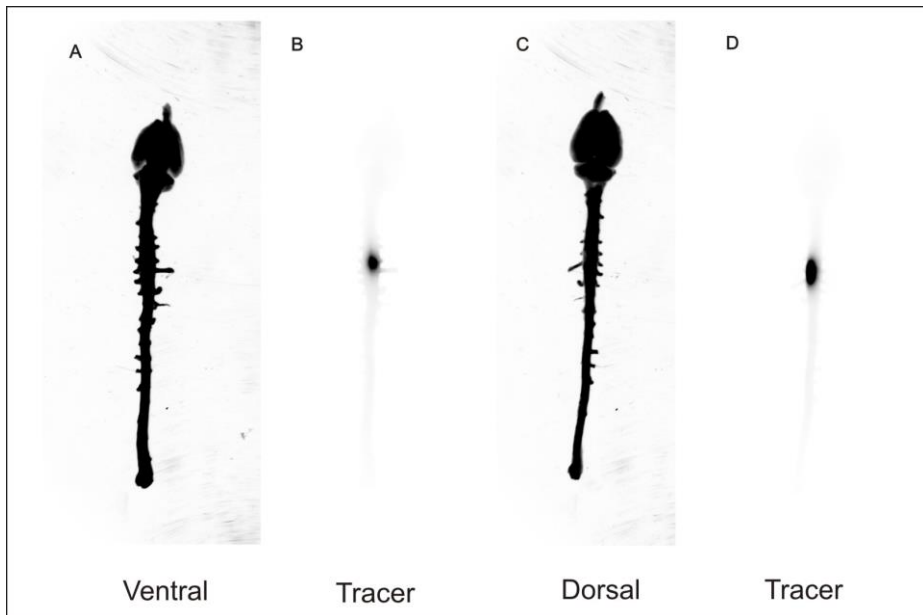 A
B
C
D
Ventral
Tracer
Dorsal
Tracer